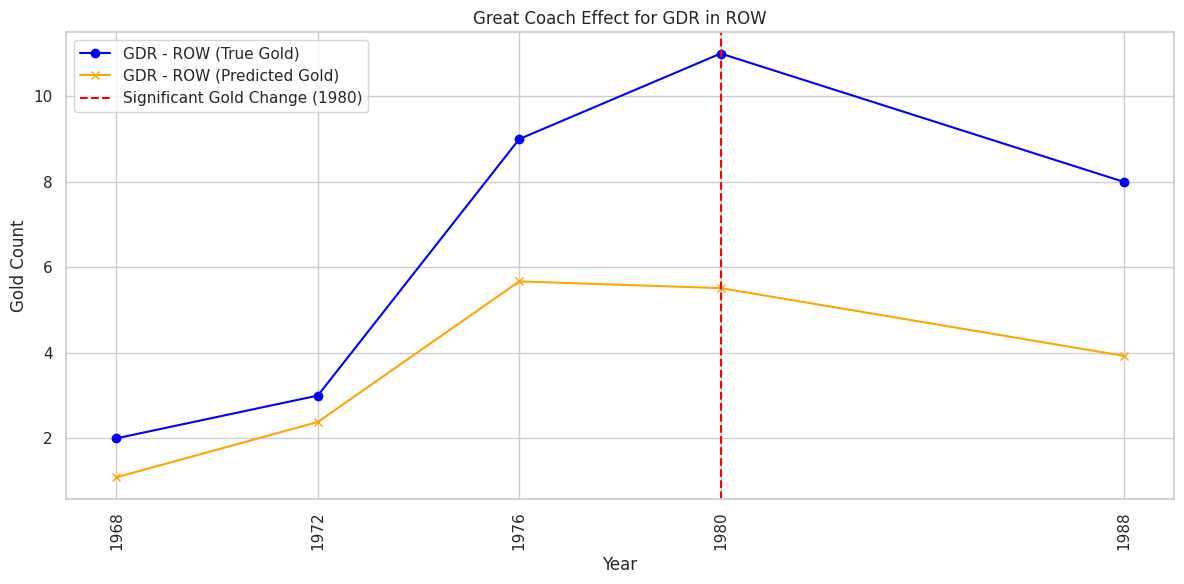 Great Coach Effect for GDR in ROW
GDR - ROW (True Gold)
GDR - ROW (Predicted Gold)
Significant Gold Change (1980)
Gold Count
10
8
6
4
2
1968
1972
1976
1980
1988
Year